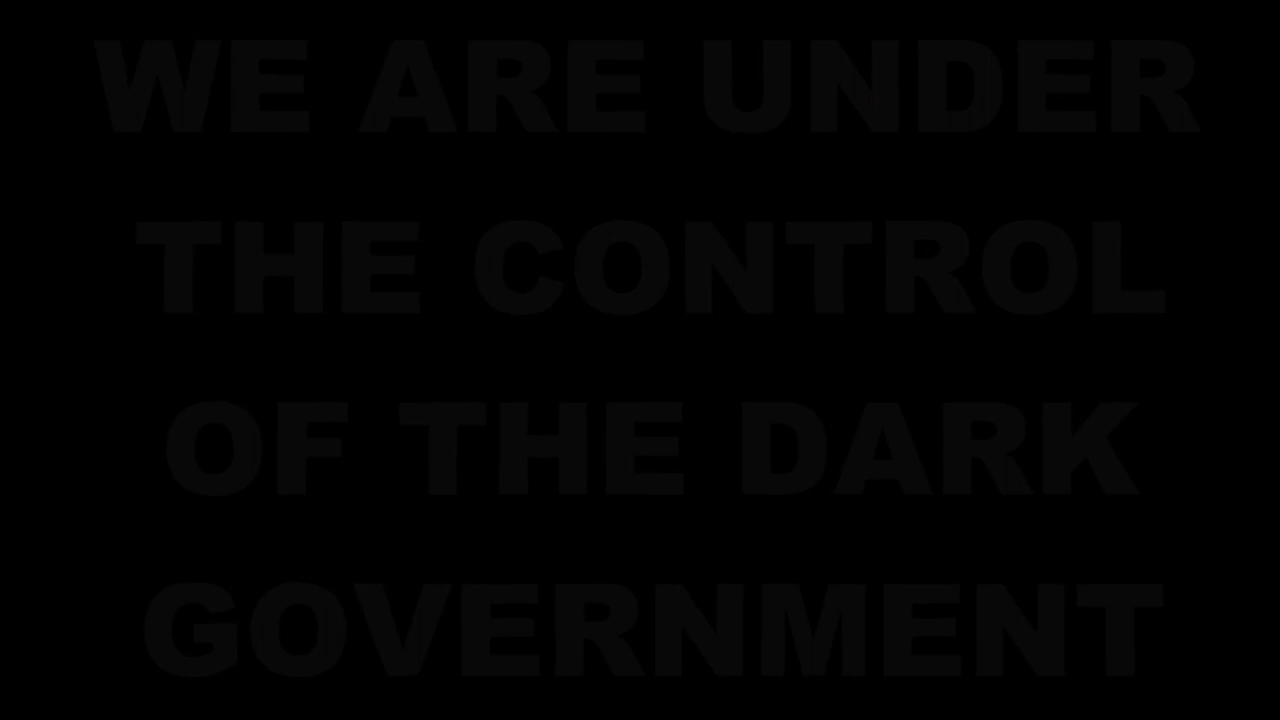 WE ARE UNDER
THE CONTROL
OF THE DARK
GOVERNMENT